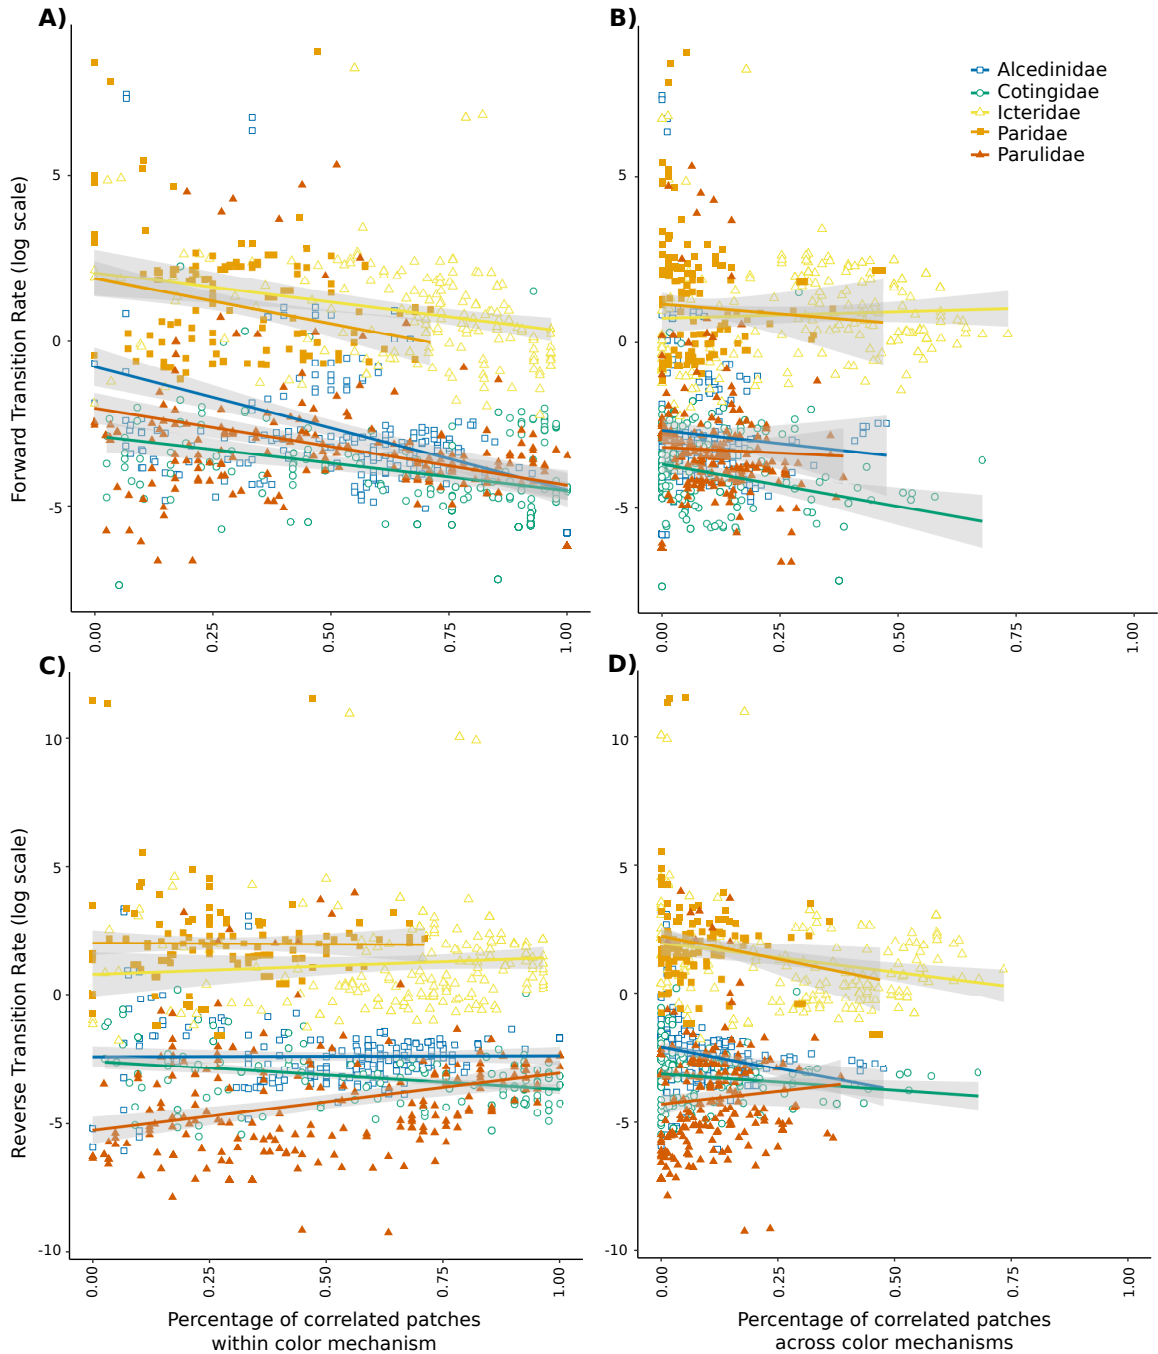 A)
B)
Alcedinidae
Cotingidae
Icteridae
Paridae
Parulidae
Forward Transition Rate (log scale)
5
0
-5
0.00
0.25
0.50
0.75
1.00
5
0
-5
0.00
0.25
0.50
0.75
1.00
C)
D)
Reverse Transition Rate (log scale)
10
5
0
-5
-10
0.00
0.25
0.50
0.75
1.00
10
5
0
-5
-10
0.00
0.25
0.50
0.75
1.00
Percentage of correlated patches
within color mechanism
Percentage of correlated patches
across color mechanisms